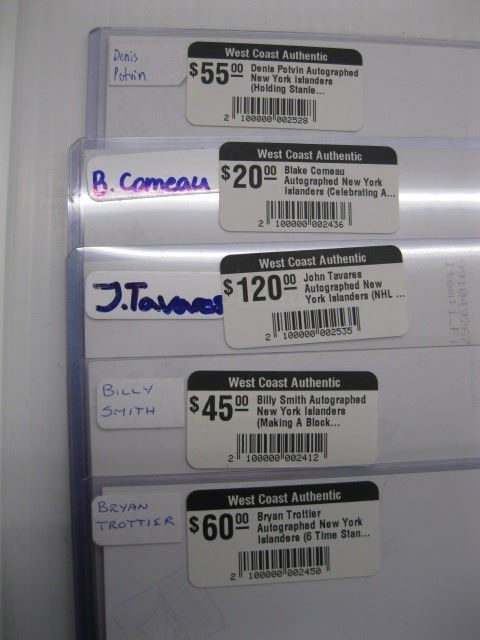 Denis
Potvin
West Coast Authentic
$55.00
Denis Potvin Autographed
New York Islanders
(Holding Stanle...
2 100000 002528
B. Comeau
West Coast Authentic
$20.00
Blake Comeau
Autographed New York
Islanders (Celebrating A...
2 100000 002436
J. Tavares
West Coast Authentic
$120.00
John Tavares
Autographed New
York Islanders (NHL ...
2 100000 002535
BILLY
SMITH
West Coast Authentic
$45.00
Billy Smith Autographed
New York Islanders
(Making A Block...
2 100000 002412
BRYAN
TROTTIER
West Coast Authentic
$60.00
Bryan Trottier
Autographed New York
Islanders (6 Time Stan...
2 100000 002450